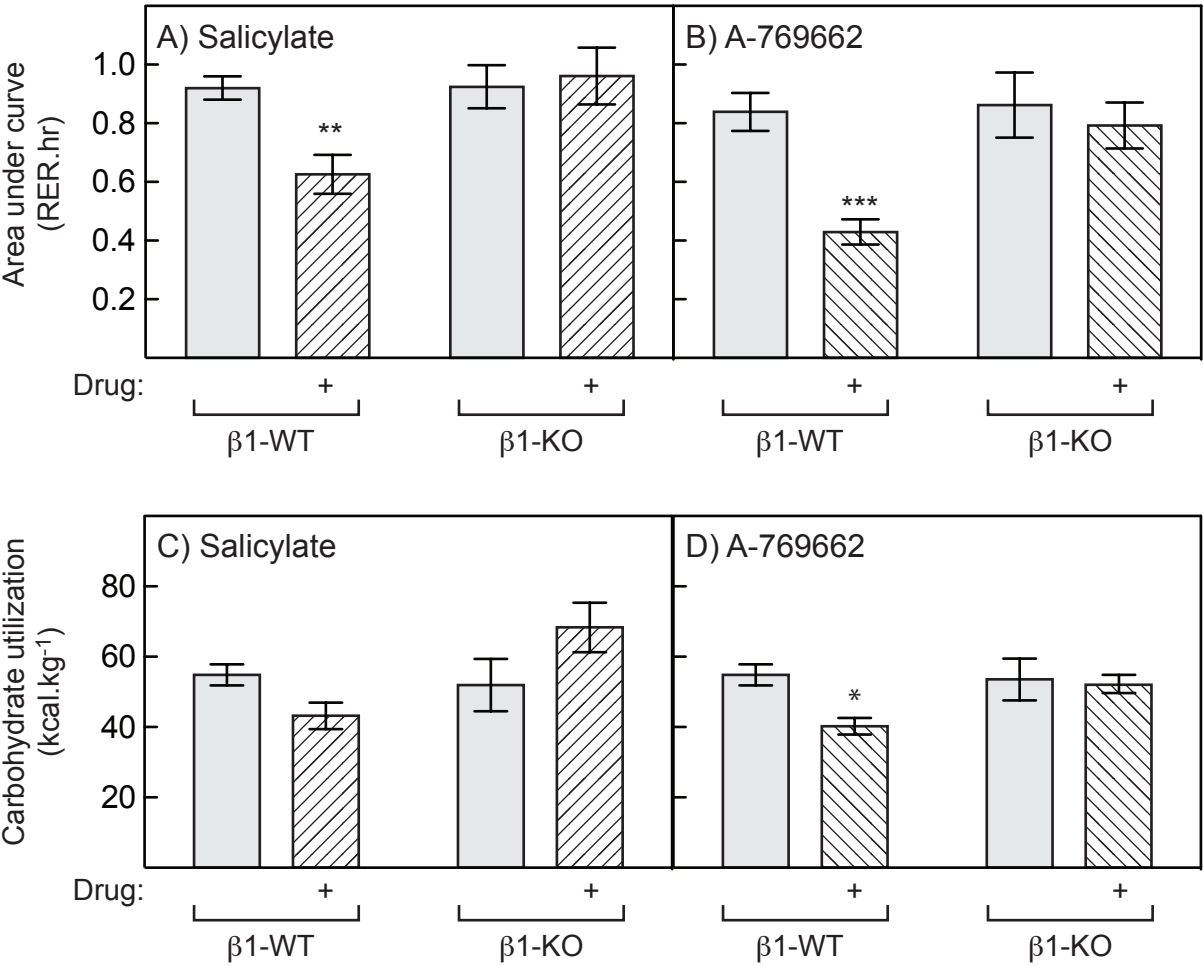 A) Salicylate
B) A-769662
Area under curve
(RER.hr)
1.0
0.8
0.6
0.4
0.2
**
***
Drug:
+
+
+
+
β1-WT
β1-KO
β1-WT
β1-KO
C) Salicylate
D) A-769662
Carbohydrate utilization
(kcal.kg-1)
80
60
40
20
*
Drug:
+
+
+
+
β1-WT
β1-KO
β1-WT
β1-KO